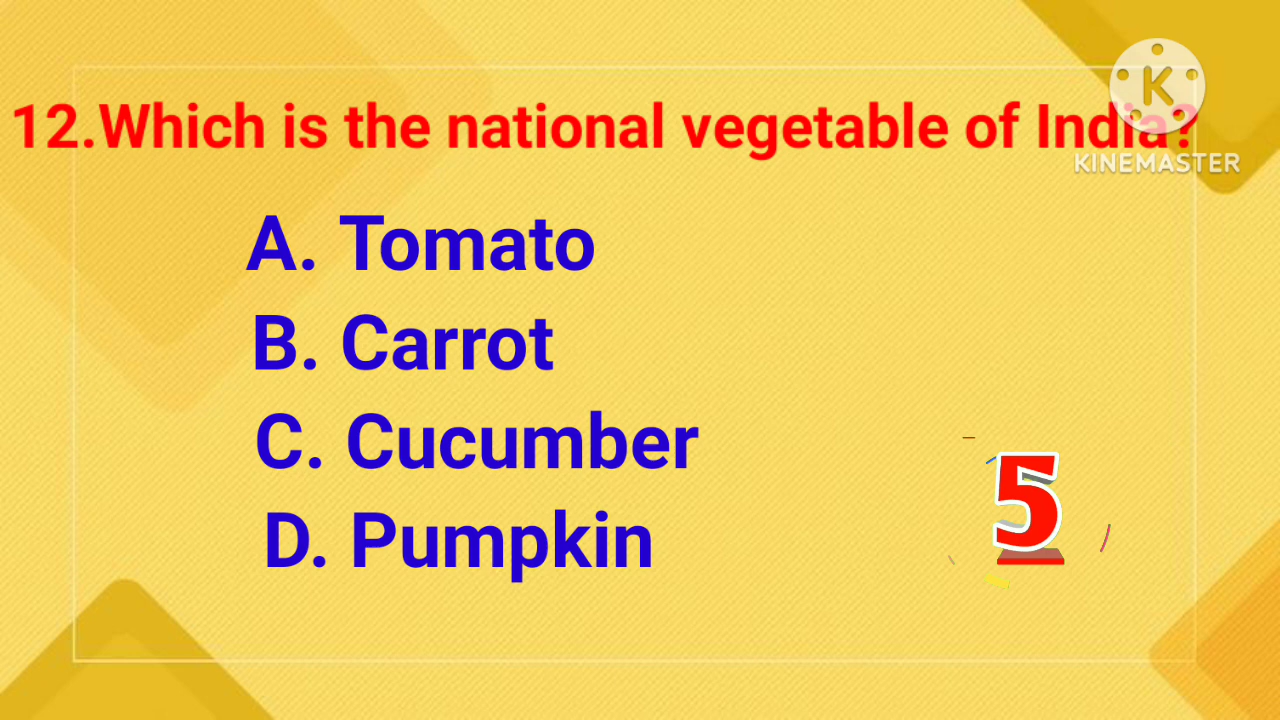 12.Which is the national vegetable of India?
K
KINEMASTER
A. Tomato
B. Carrot
C. Cucumber
D. Pumpkin
5